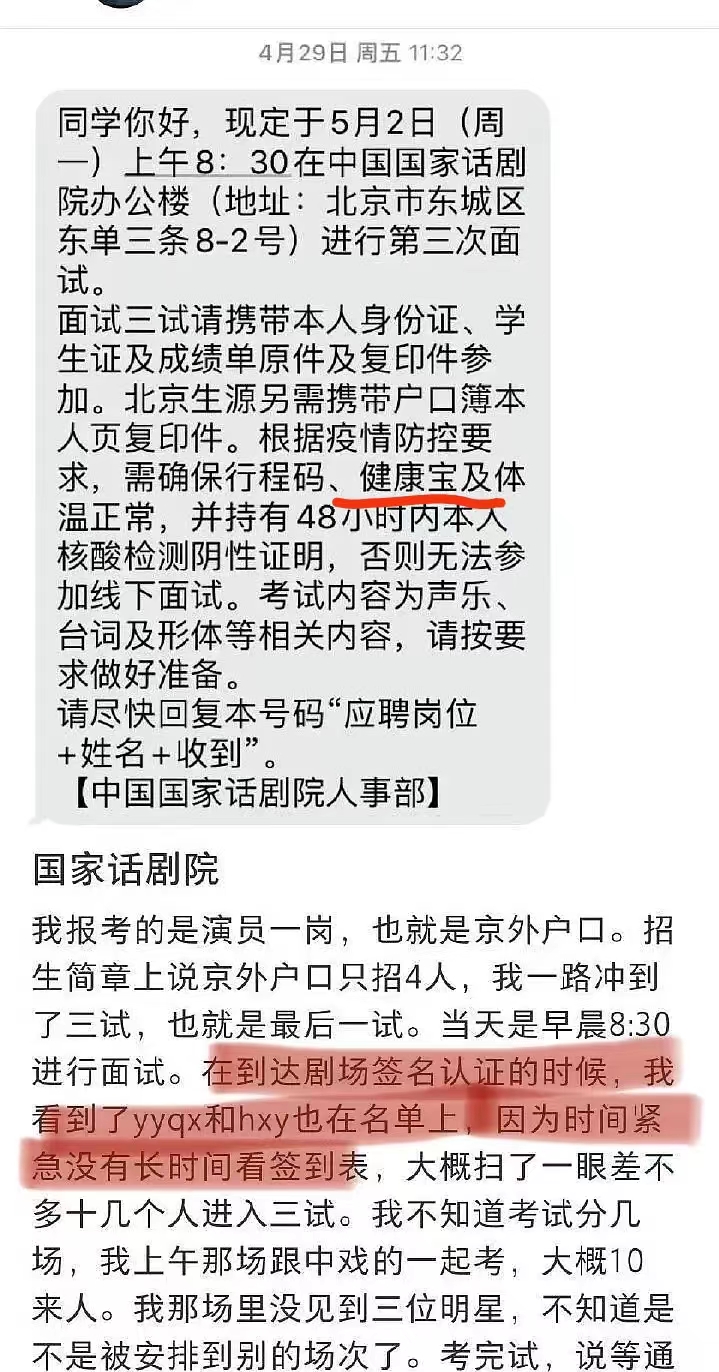 4月29日 周五 11:32
同学你好，现定于5月2日（周
一）上午8：30在中国国家话剧
院办公楼（地址：北京市东城区
东单三条8-2号）进行第三次面
试。
面试三试请携带本人身份证、学
生证及成绩单原件及复印件参
加。北京生源另需携带户口簿本
人页复印件。根据疫情防控要
求，需确保行程码、健康宝及体
温正常，并持有48小时内本人
核酸检测阴性证明，否则无法参
加线下面试。考试内容为声乐、
台词及形体等相关内容，请按要
求做好准备。
请尽快回复本号码“应聘岗位
+姓名+收到”。
【中国国家话剧院人事部】
国家话剧院
我报考的是演员一岗，也就是京外户口。招
生简章上说京外户口只招4人，我一路冲到
了三试，也就是最后一试。当天是早晨8:30
进行面试。在到达剧场签名认证的时候，我
看到了yyqx和hxy也在名单上，因为时间紧
急没有长时间看签到表，大概扫了一眼差不
多十几个人进入三试。我不知道考试分几
场，我上午那场跟中戏的一起考，大概10
来人。我那场里没见到三位明星，不知道是
不是被安排到别的场次了。考完试，说等通